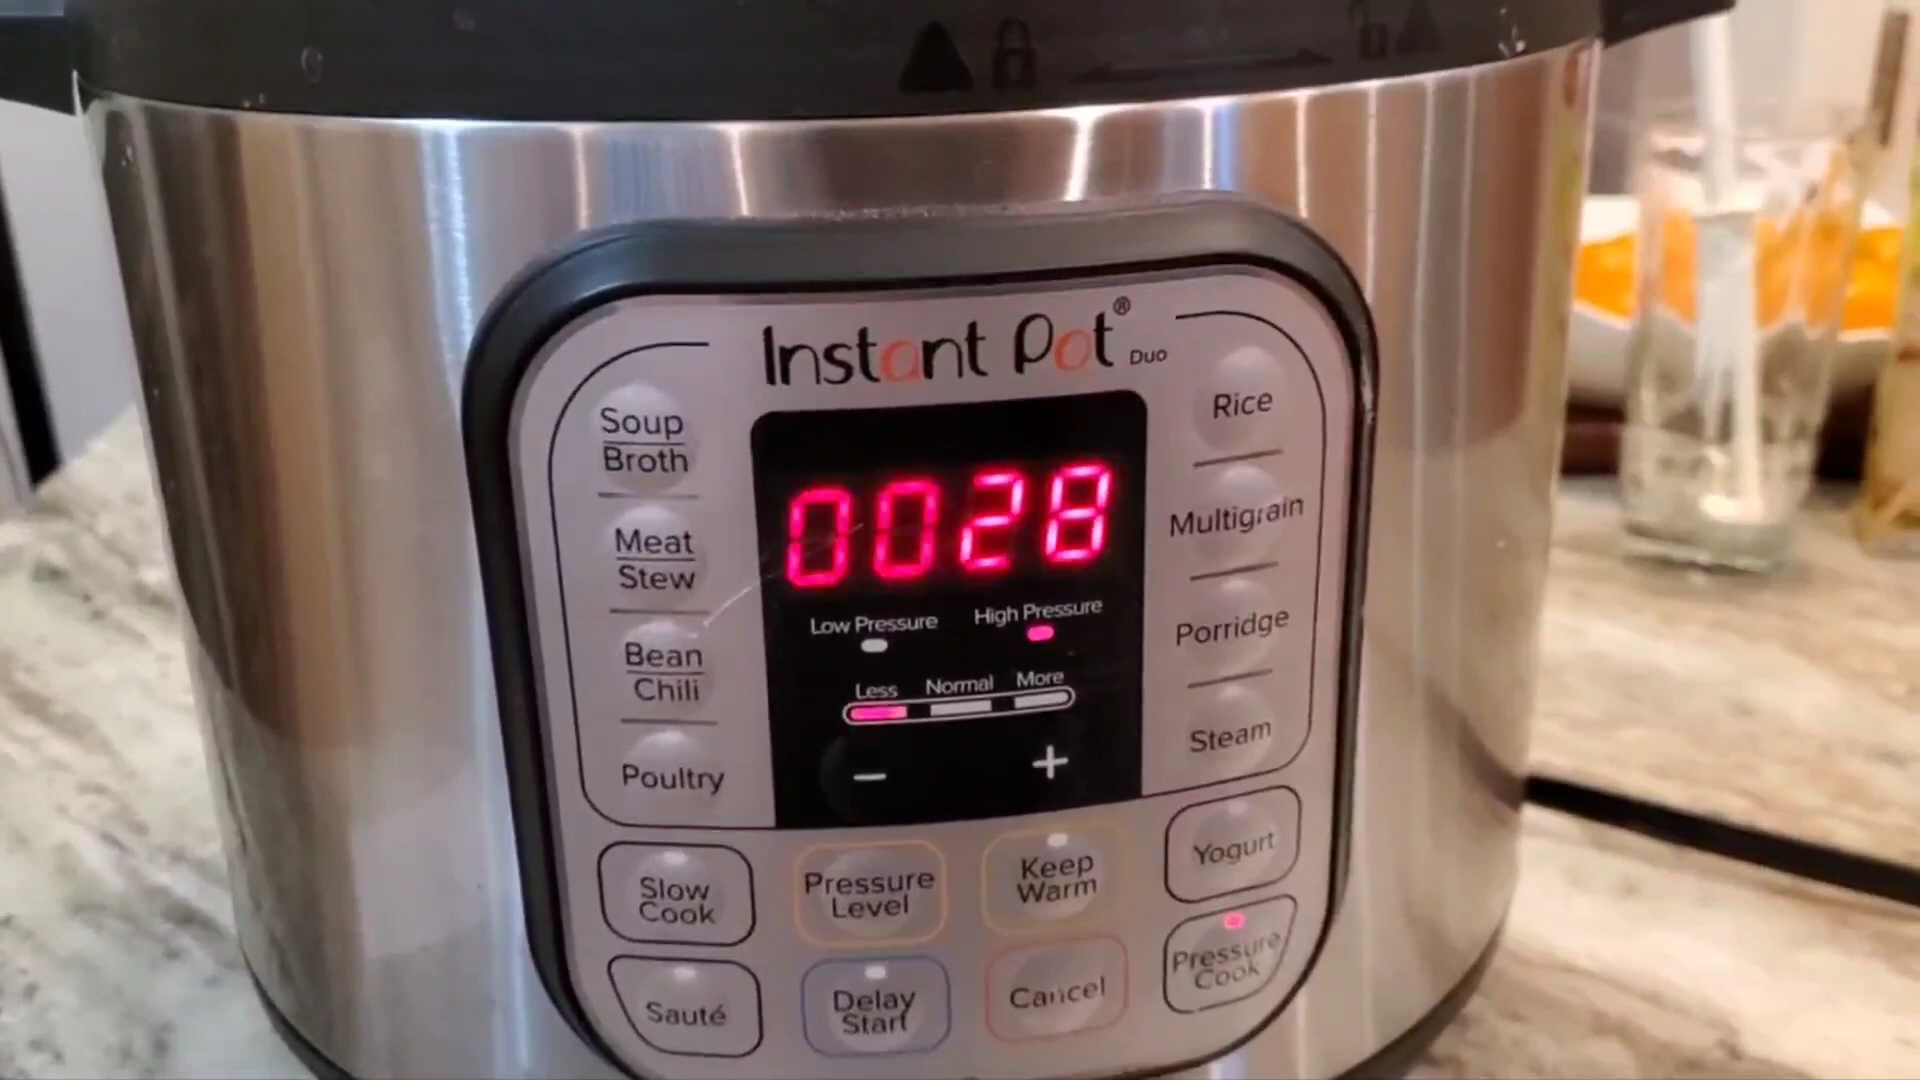 Instant Pot® Duo
Soup
Broth
Meat
Stew
Bean
Chili
Poultry
0028
Low Pressure High Pressure
Less Normal More
− +
Rice
Multigrain
Porridge
Steam
Slow
Cook
Pressure
Level
Keep
Warm
Yogurt
Sauté
Delay
Start
Cancel
Pressure
Cook